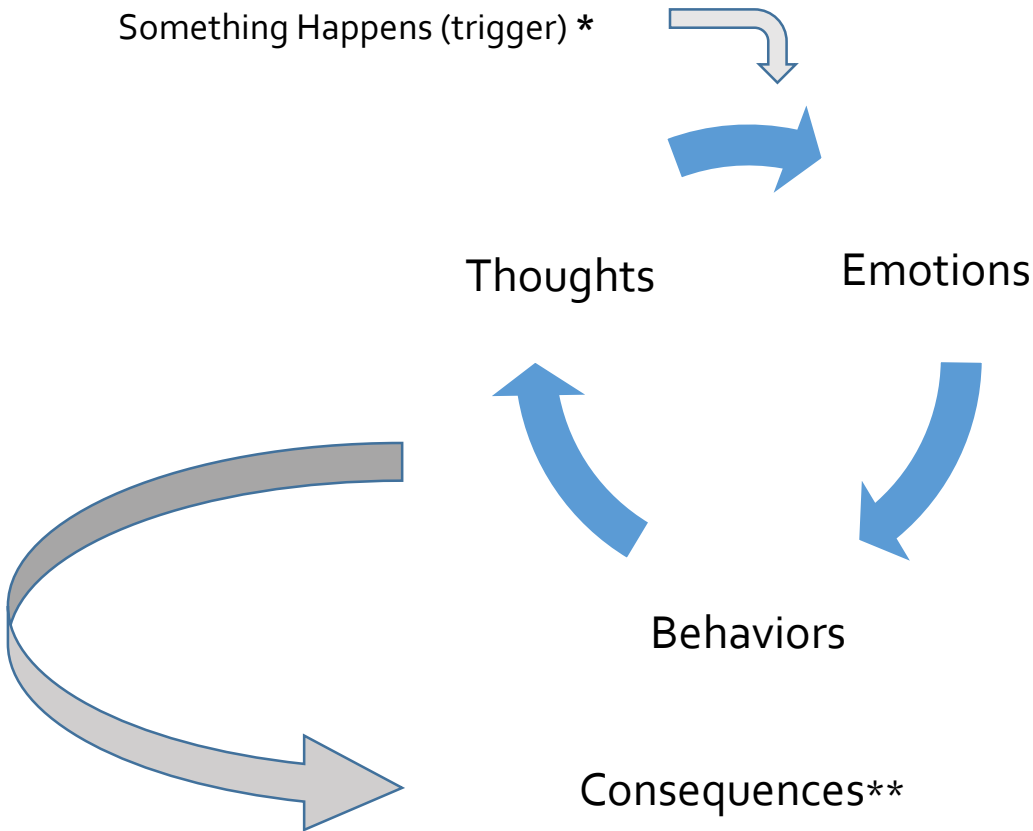 Something Happens (trigger) *
Thoughts
Emotions
Behaviors
Consequences**